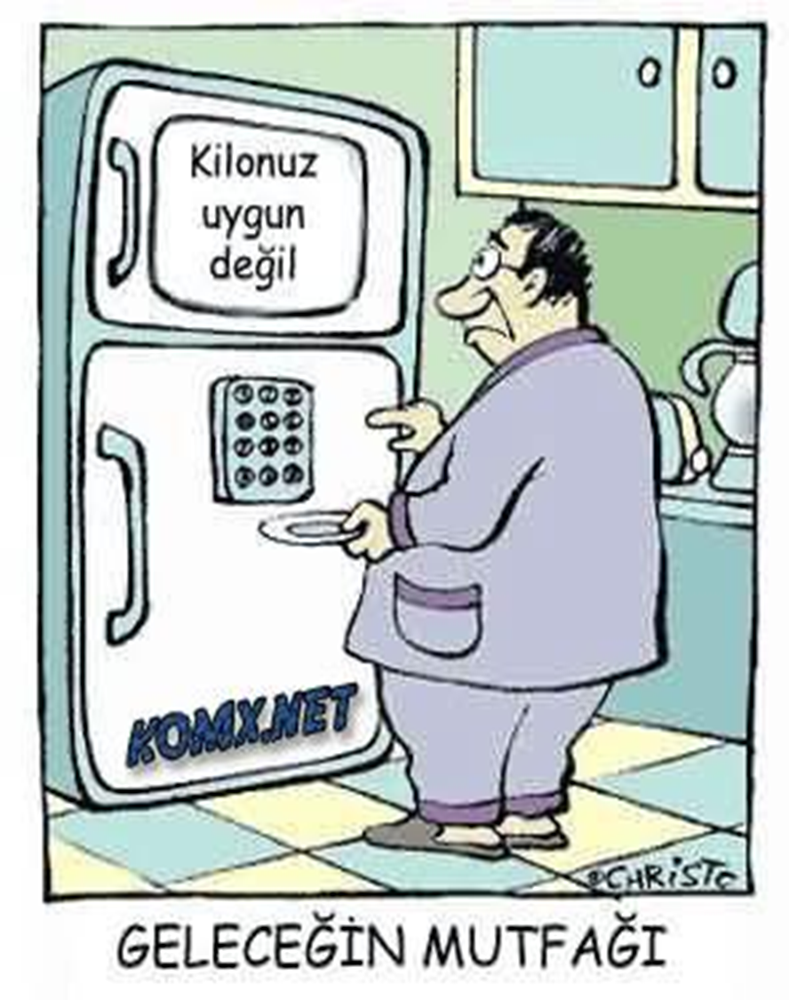 Kilonuz
uygun
değil
KOMX.NET
©CHRiSTO
GELECEĞİN MUTFAĞI